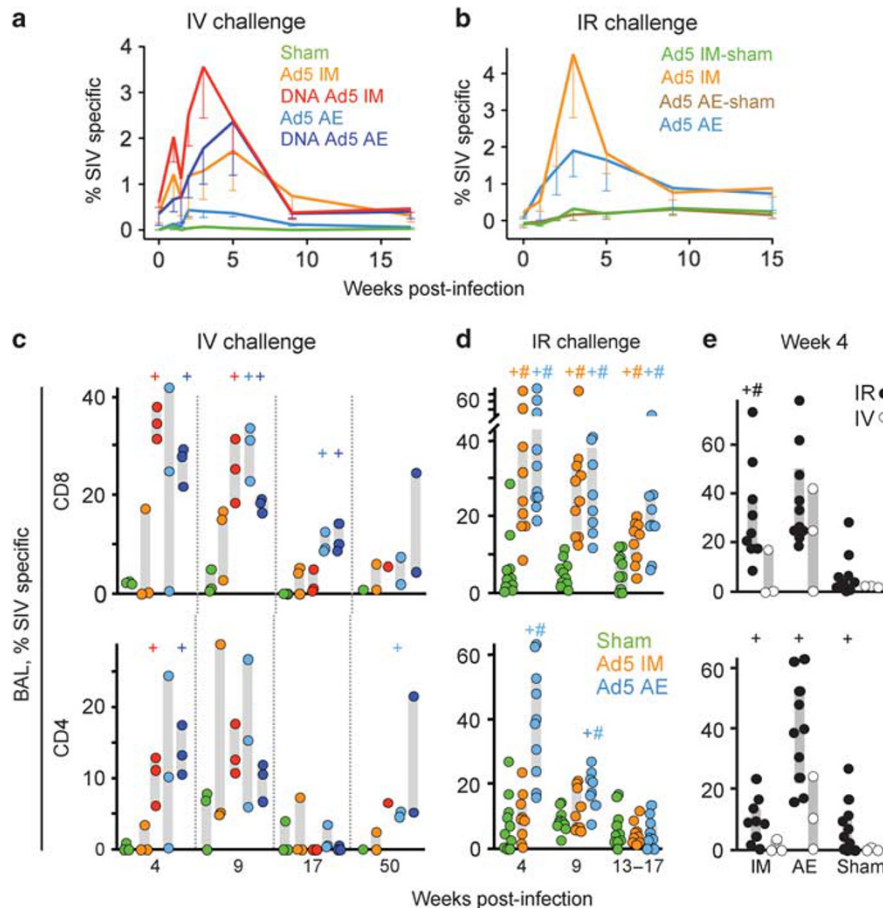 a
IV challenge
% SIV specific
4
3
2
1
0
Sham
Ad5 IM
DNA Ad5 IM
Ad5 AE
DNA Ad5 AE
0
5
10
15
b
IR challenge
% SIV specific
4
3
2
1
0
Ad5 IM-sham
Ad5 IM
Ad5 AE-sham
Ad5 AE
0
5
10
15
Weeks post-infection
c
IV challenge
BAL, % SIV specific
CD8
40
20
0
+ + + + + + +
CD4
20
10
0
+ + +
4
9
17
50
d
IR challenge
+# +# +# +# +# +#
60
40
20
0
60
40
20
0
+#
+#
Sham
Ad5 IM
Ad5 AE
4
9
13–17
Weeks post-infection
e
Week 4
+#
IR
IV
60
40
20
0
+ + +
60
40
20
0
IM
AE
Sham